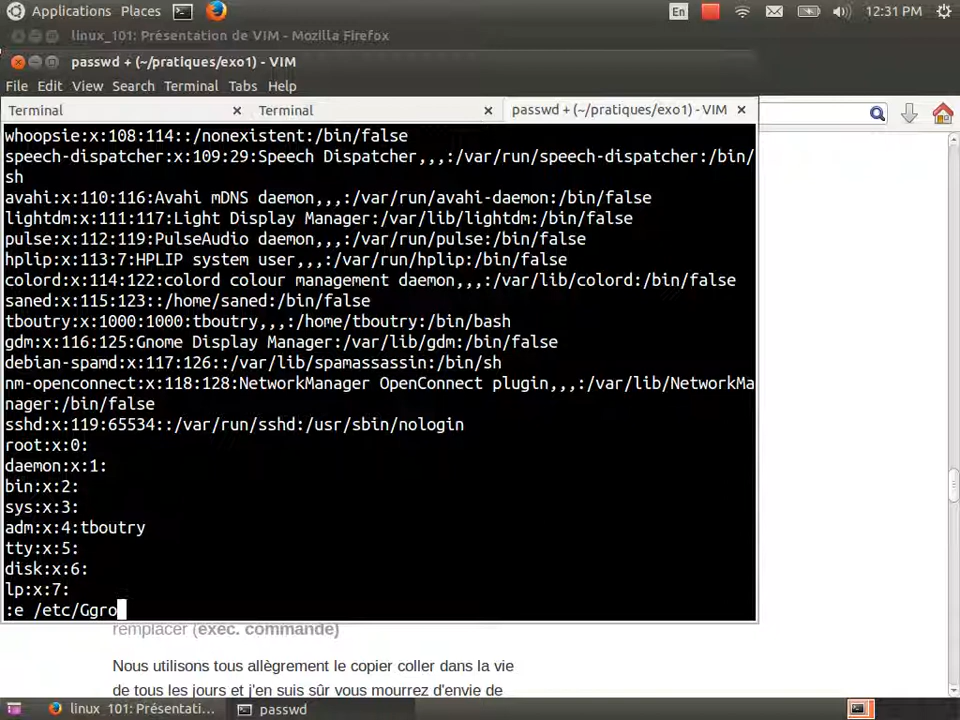 Applications Places En 12:31 PM
linux_101: Présentation de VIM - Mozilla Firefox
passwd + (~/pratiques/exo1) - VIM
File Edit View Search Terminal Tabs Help
Terminal Terminal passwd + (~/pratiques/exo1) - VIM
whoopsie:x:108:114::/nonexistent:/bin/false
speech-dispatcher:x:109:29:Speech Dispatcher,,,:/var/run/speech-dispatcher:/bin/
sh
avahi:x:110:116:Avahi mDNS daemon,,,:/var/run/avahi-daemon:/bin/false
lightdm:x:111:117:Light Display Manager:/var/lib/lightdm:/bin/false
pulse:x:112:119:PulseAudio daemon,,,:/var/run/pulse:/bin/false
hplip:x:113:7:HPLIP system user,,,:/var/run/hplip:/bin/false
colord:x:114:122:colord colour management daemon,,,:/var/lib/colord:/bin/false
saned:x:115:123::/home/saned:/bin/false
tboutry:x:1000:1000:tboutry,,,:/home/tboutry:/bin/bash
gdm:x:116:125:Gnome Display Manager:/var/lib/gdm:/bin/false
debian-spamd:x:117:126::/var/lib/spamassassin:/bin/sh
nm-openconnect:x:118:128:NetworkManager OpenConnect plugin,,,:/var/lib/NetworkMa
nager:/bin/false
sshd:x:119:65534::/var/run/sshd:/usr/sbin/nologin
root:x:0:
daemon:x:1:
bin:x:2:
sys:x:3:
adm:x:4:tboutry
tty:x:5:
disk:x:6:
lp:x:7:
:e /etc/Ggro
remplacer (exec. commande)
Nous utilisons tous allègrement le copier coller dans la vie
de tous les jours et j'en suis sûr vous mourrez d'envie de
linux_101: Présentati... passwd